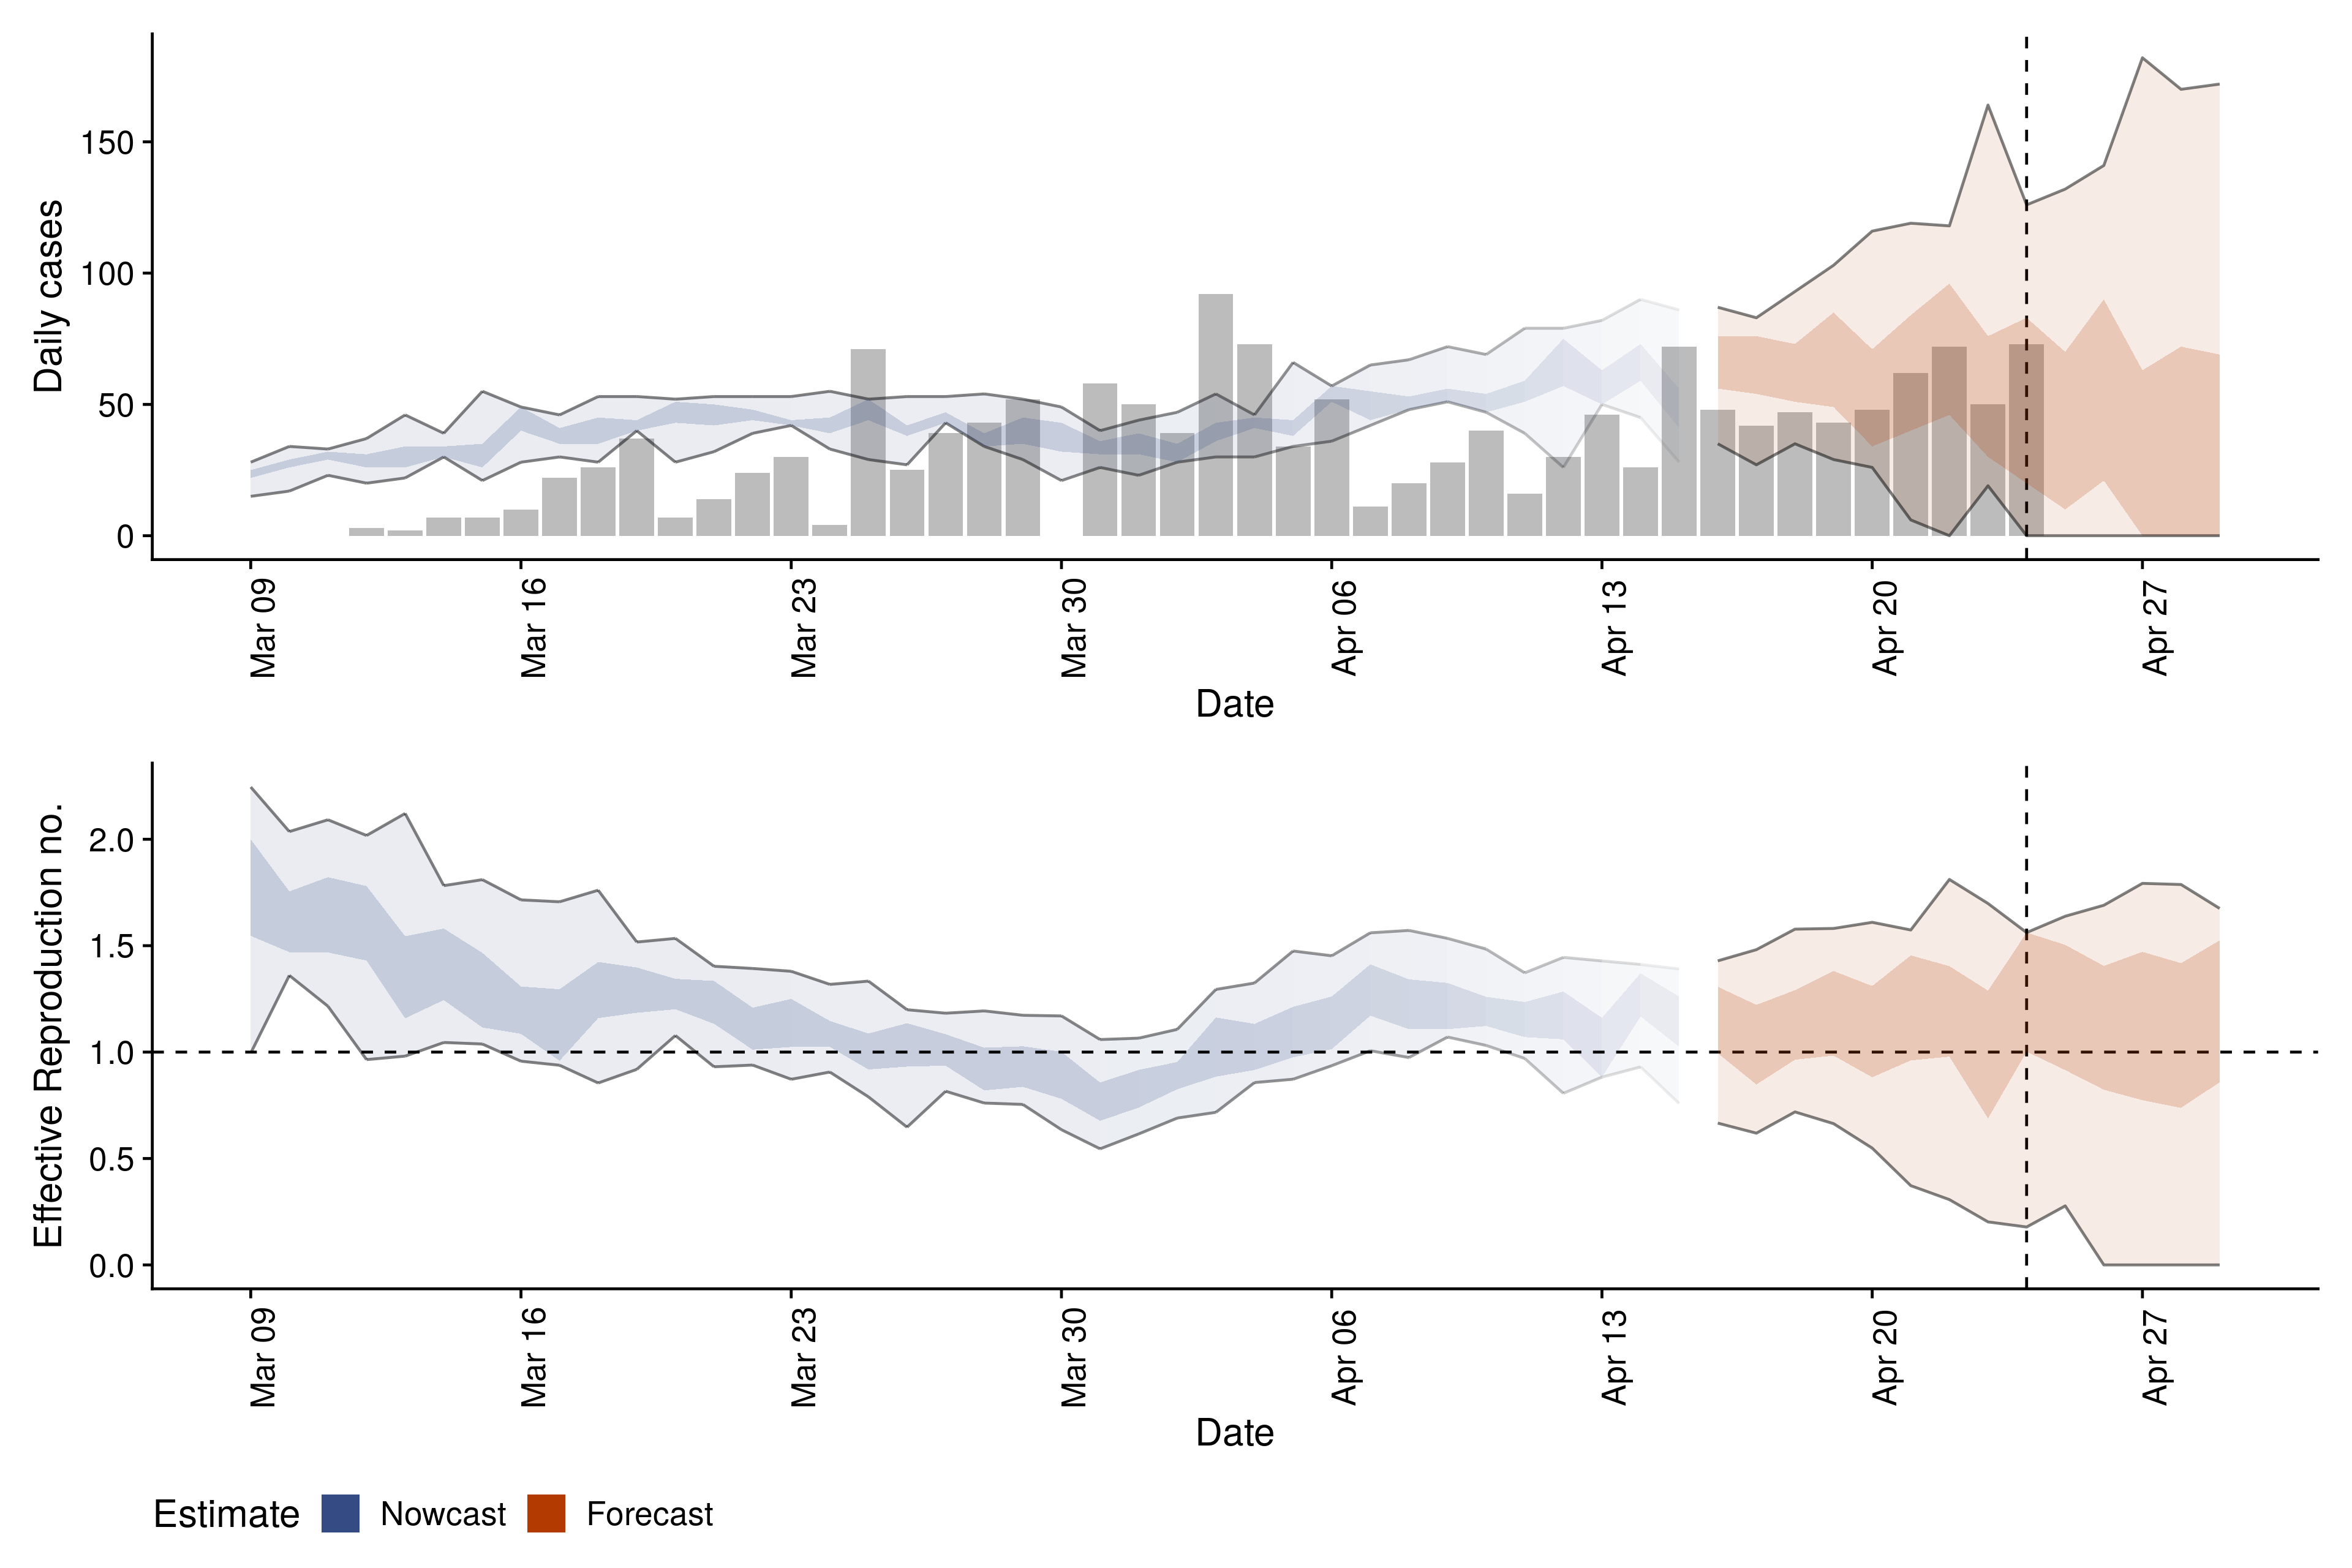 Daily cases
150
100
50
0
Mar 09
Mar 16
Mar 23
Mar 30
Apr 06
Apr 13
Apr 20
Apr 27
Date
Effective Reproduction no.
2.0
1.5
1.0
0.5
0.0
Mar 09
Mar 16
Mar 23
Mar 30
Apr 06
Apr 13
Apr 20
Apr 27
Date
Estimate Nowcast Forecast